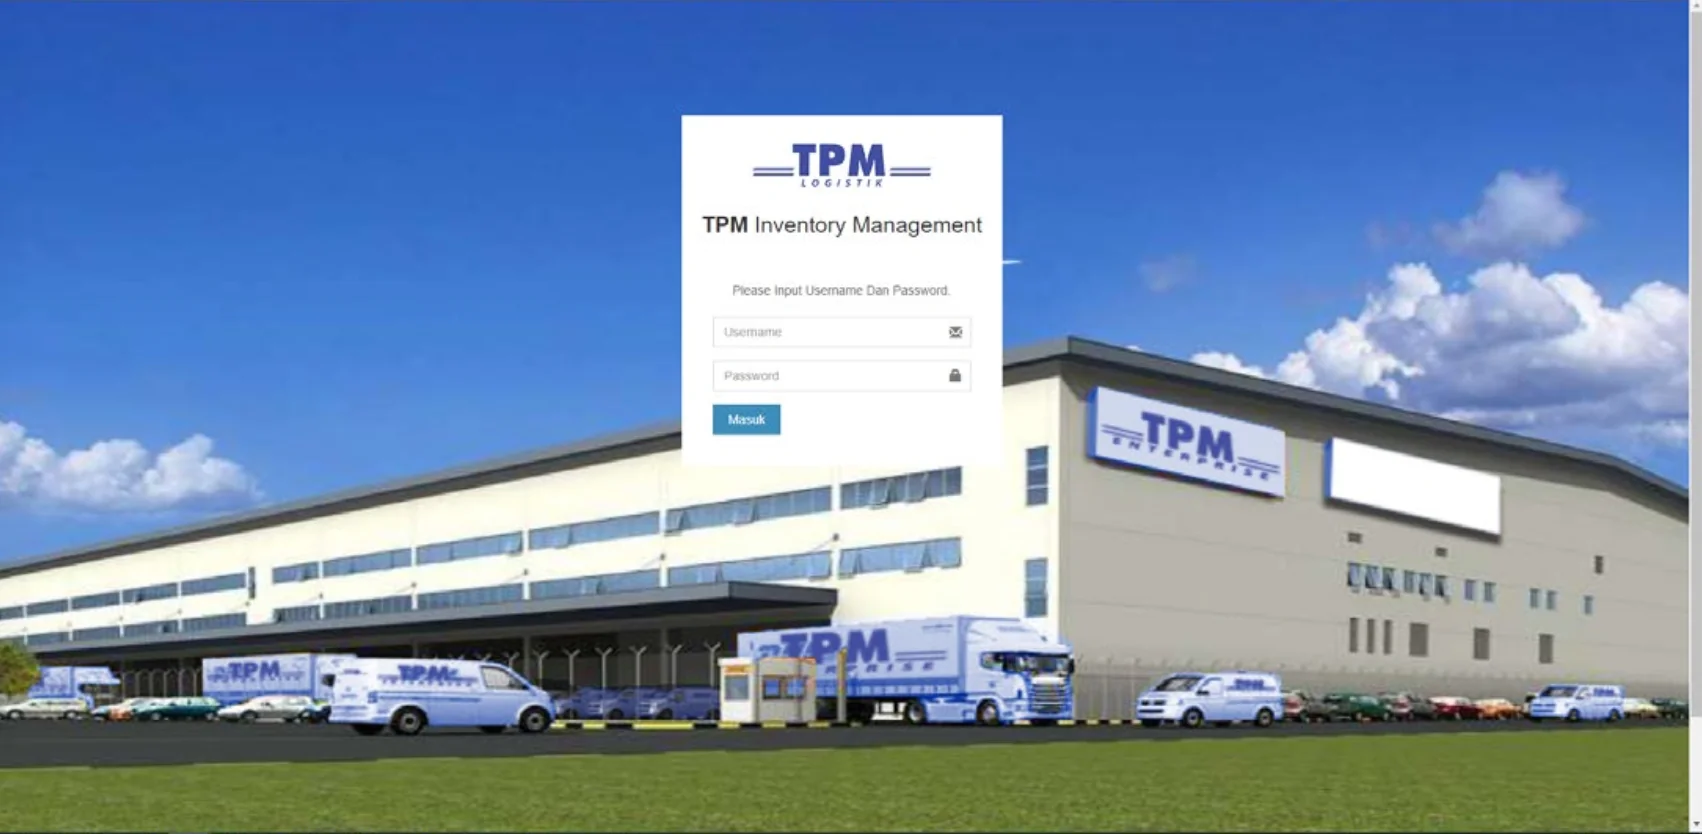 TPM
LOGISTIK
TPM Inventory Management
Please Input Username Dan Password.
Username
Password
Masuk
TPM
ENTERPRISE
TPM
TPM
TPM
ERPRISE
TPM
TPM